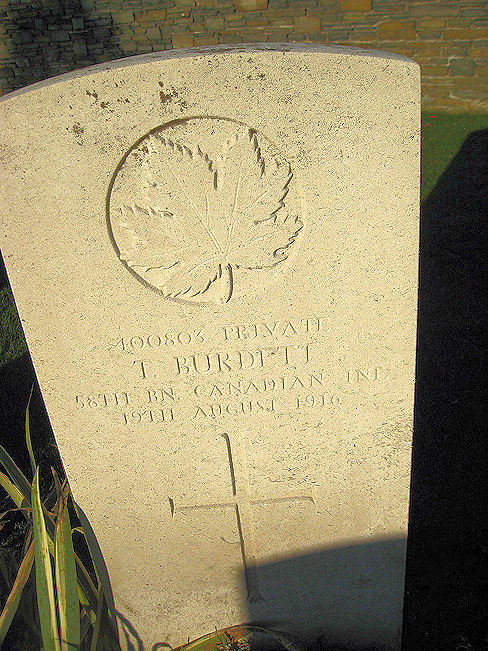 400803 PRIVATE
T. BURDETT
58TH BN. CANADIAN INF.
19TH AUGUST 1916